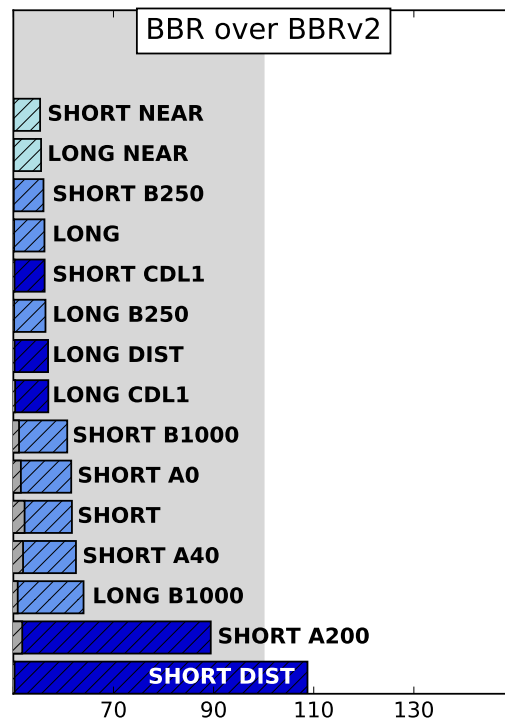 BBR over BBRv2
SHORT NEAR
LONG NEAR
SHORT B250
LONG
SHORT CDL1
LONG B250
LONG DIST
LONG CDL1
SHORT B1000
SHORT A0
SHORT
SHORT A40
LONG B1000
SHORT A200
SHORT DIST
70 90 110 130